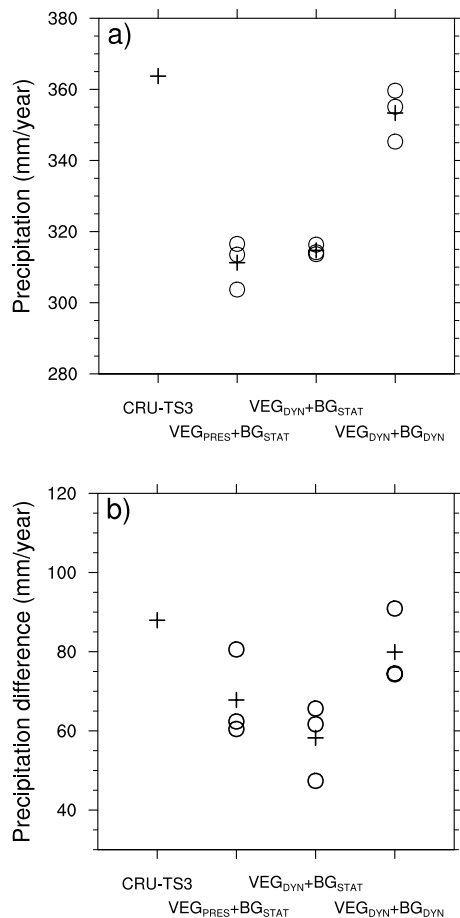 a)
Precipitation (mm/year)
380
360
340
320
300
280
CRU-TS3 VEG_DYN+BG_STAT
VEG_PRES+BG_STAT VEG_DYN+BG_DYN
b)
Precipitation difference (mm/year)
120
100
80
60
40
CRU-TS3 VEG_DYN+BG_STAT
VEG_PRES+BG_STAT VEG_DYN+BG_DYN